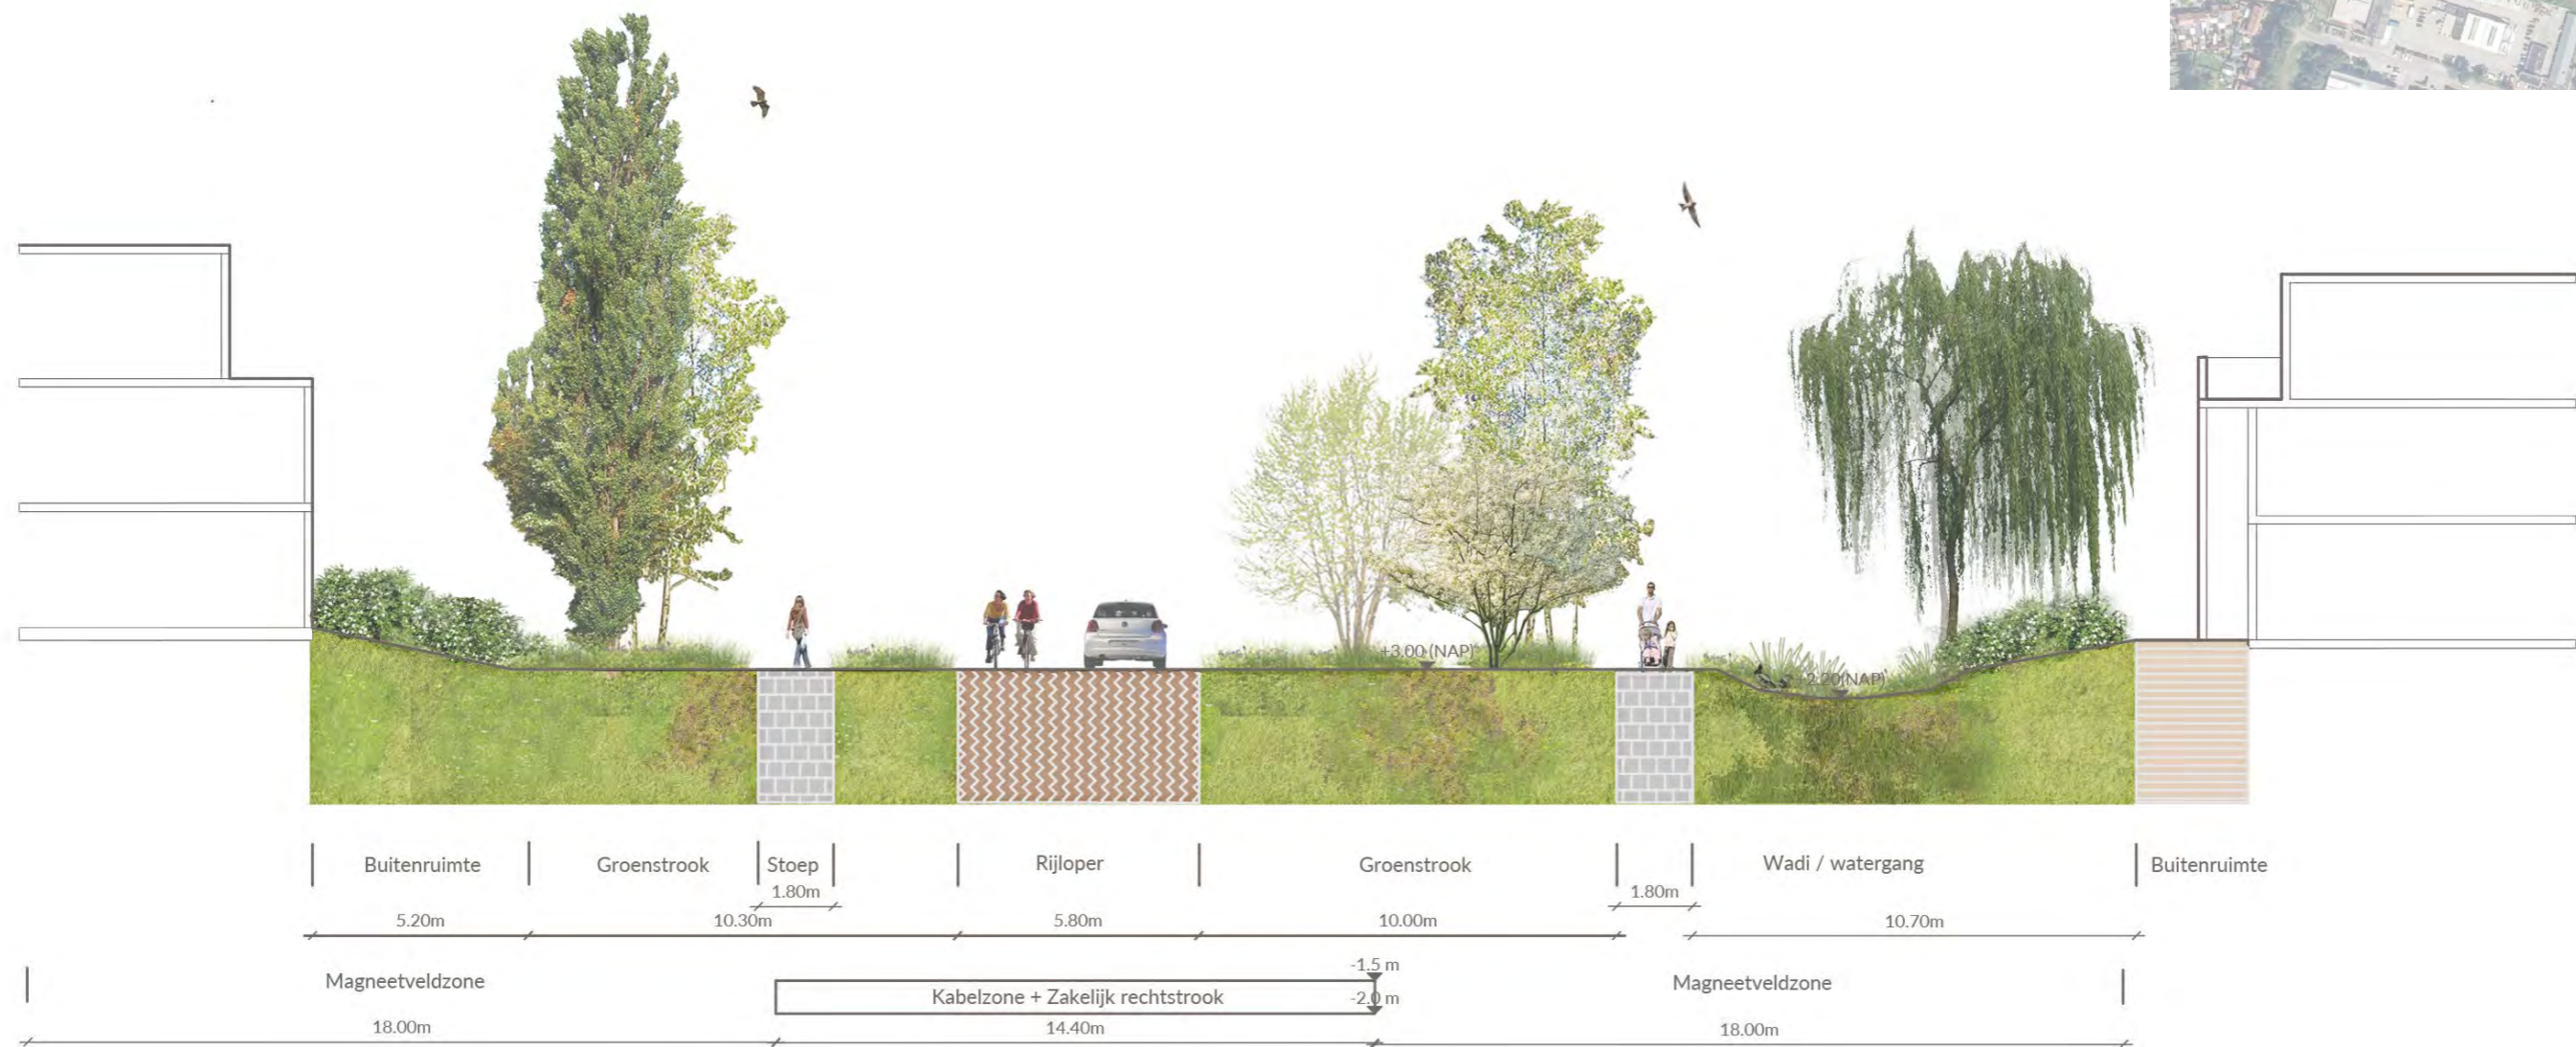 +3.00 (NAP)
2.20(NAP)
Buitenruimte
Groenstrook
Stoep
Rijloper
Groenstrook
Wadi / watergang
Buitenruimte
1.80m
1.80m
5.20m
10.30m
5.80m
10.00m
10.70m
Magneetveldzone
-1.5 m
Magneetveldzone
Kabelzone + Zakelijk rechtstrook
-2.0 m
18.00m
14.40m
18.00m